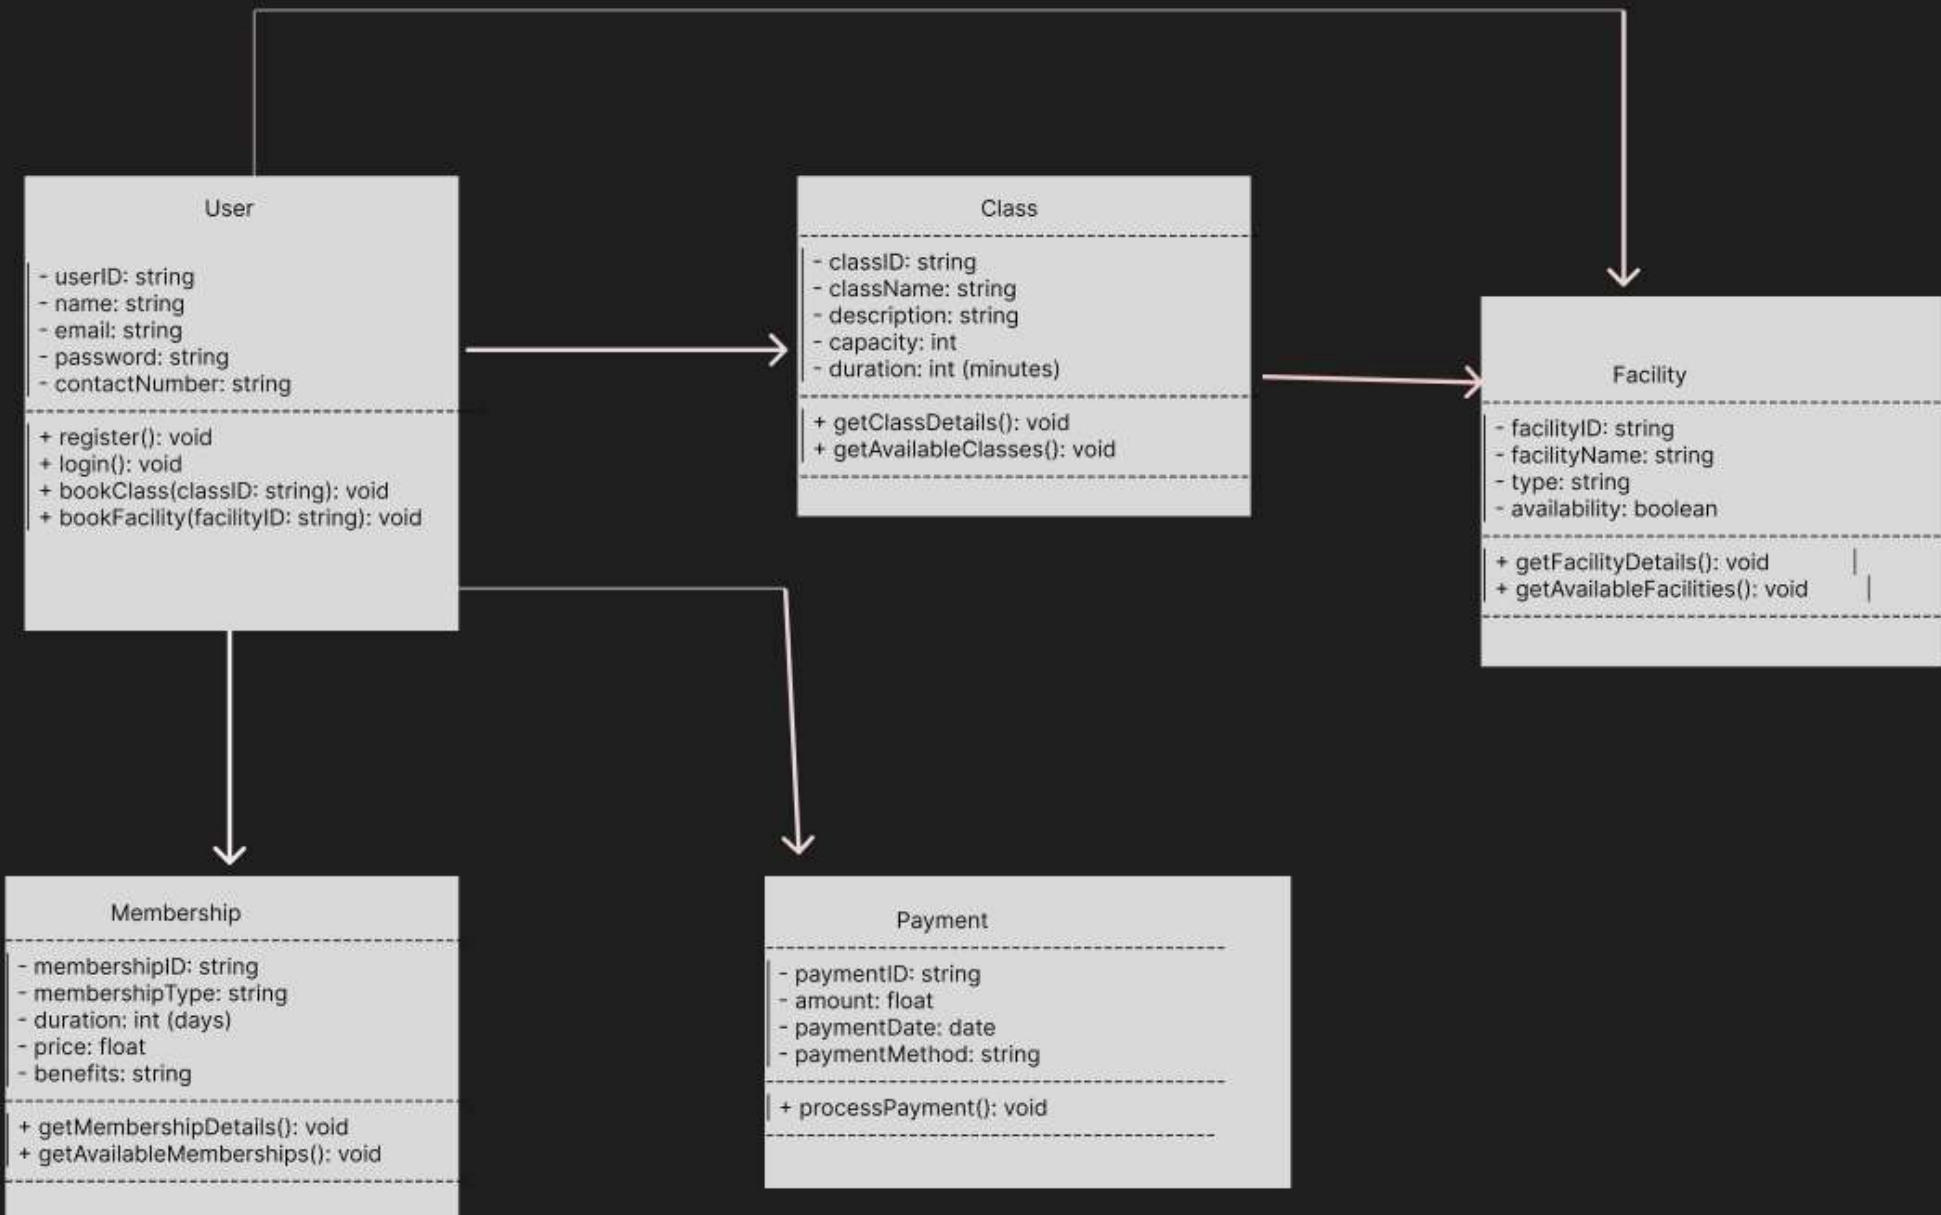 User
- userID: string
- name: string
- email: string
- password: string
- contactNumber: string
+ register(): void
+ login(): void
+ bookClass(classID: string): void
+ bookFacility(facilityID: string): void
Class
- classID: string
- className: string
- description: string
- capacity: int
- duration: int (minutes)
+ getClassDetails(): void
+ getAvailableClasses(): void
Facility
- facilityID: string
- facilityName: string
- type: string
- availability: boolean
+ getFacilityDetails(): void
+ getAvailableFacilities(): void
Membership
- membershipID: string
- membershipType: string
- duration: int (days)
- price: float
- benefits: string
+ getMembershipDetails(): void
+ getAvailableMemberships(): void
Payment
- paymentID: string
- amount: float
- paymentDate: date
- paymentMethod: string
+ processPayment(): void